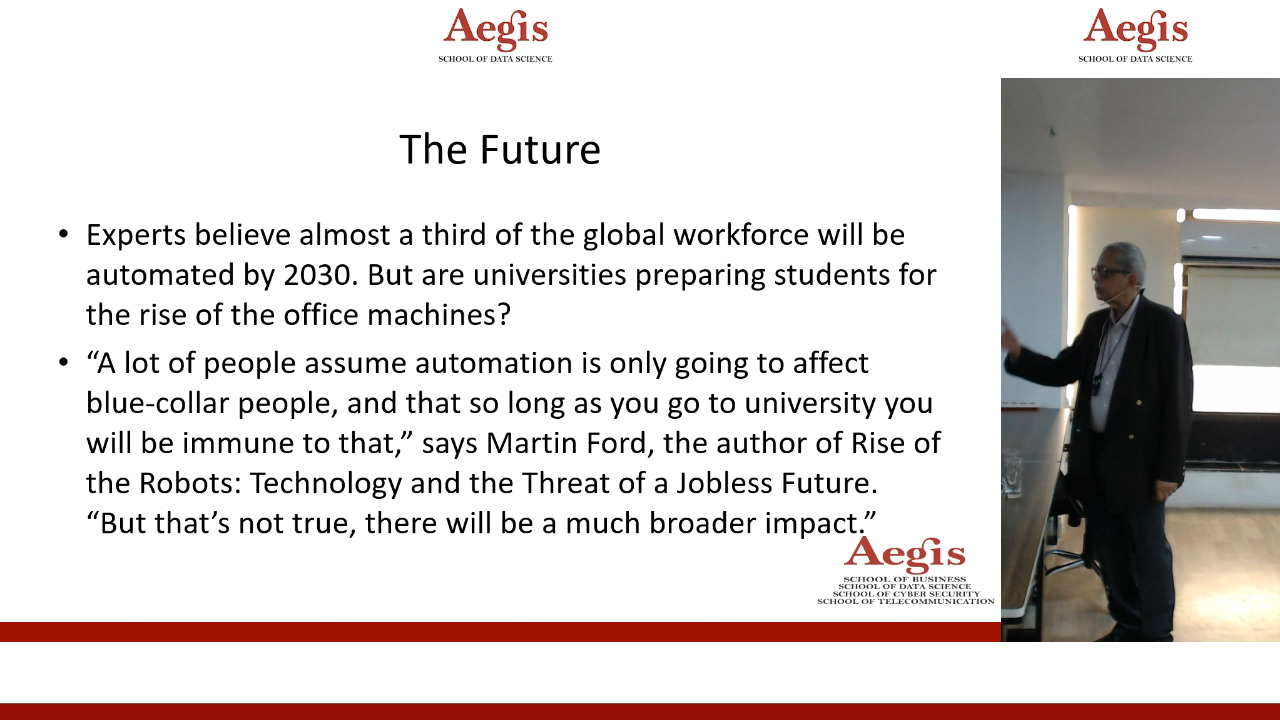 Aegis
SCHOOL OF DATA SCIENCE
Aegis
SCHOOL OF DATA SCIENCE
The Future
• Experts believe almost a third of the global workforce will be
automated by 2030. But are universities preparing students for
the rise of the office machines?
• “A lot of people assume automation is only going to affect
blue-collar people, and that so long as you go to university you
will be immune to that,” says Martin Ford, the author of Rise of
the Robots: Technology and the Threat of a Jobless Future.
“But that’s not true, there will be a much broader impact.”
Aegis
SCHOOL OF BUSINESS
SCHOOL OF DATA SCIENCE
SCHOOL OF CYBER SECURITY
SCHOOL OF TELECOMMUNICATION